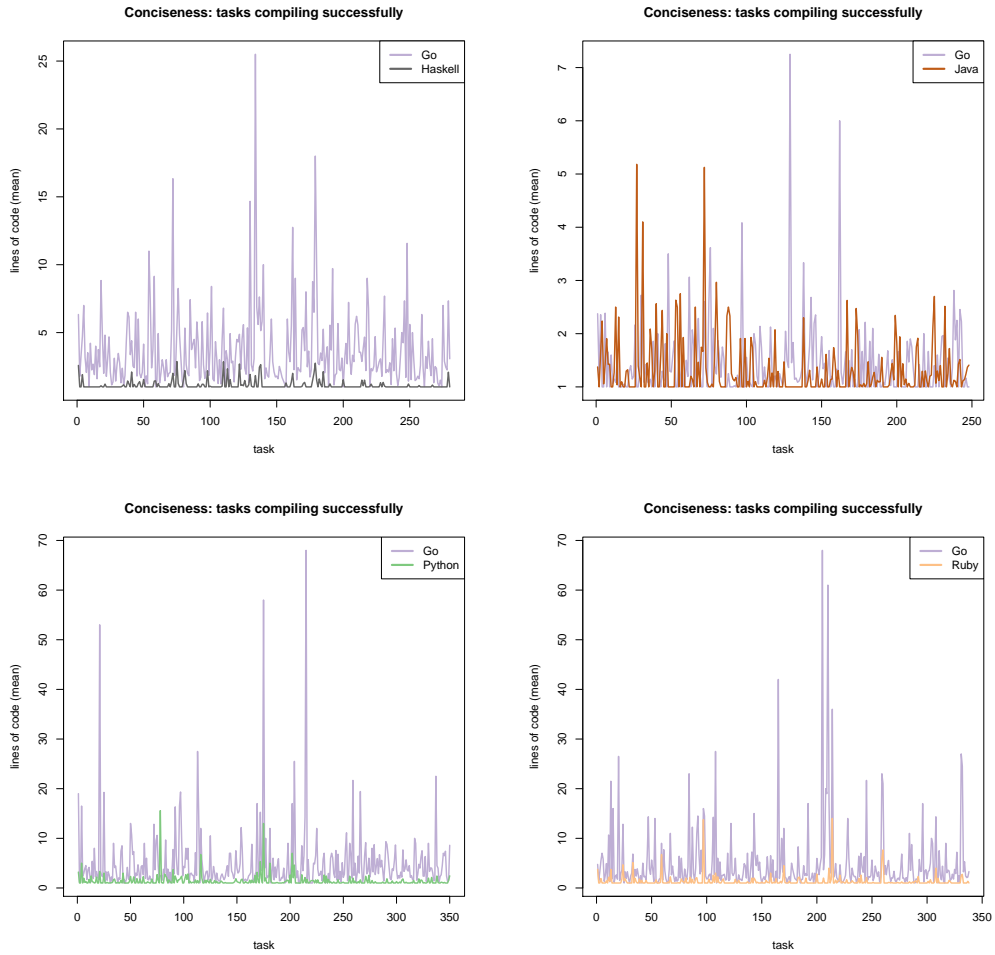 Conciseness: tasks compiling successfully
Go
Haskell
lines of code (mean)
25
20
15
10
5
0
50
100
150
200
250
task
Conciseness: tasks compiling successfully
Go
Java
lines of code (mean)
7
6
5
4
3
2
1
0
50
100
150
200
250
task
Conciseness: tasks compiling successfully
Go
Python
lines of code (mean)
70
60
50
40
30
20
10
0
0
50
100
150
200
250
300
350
task
Conciseness: tasks compiling successfully
Go
Ruby
lines of code (mean)
70
60
50
40
30
20
10
0
0
50
100
150
200
250
300
350
task